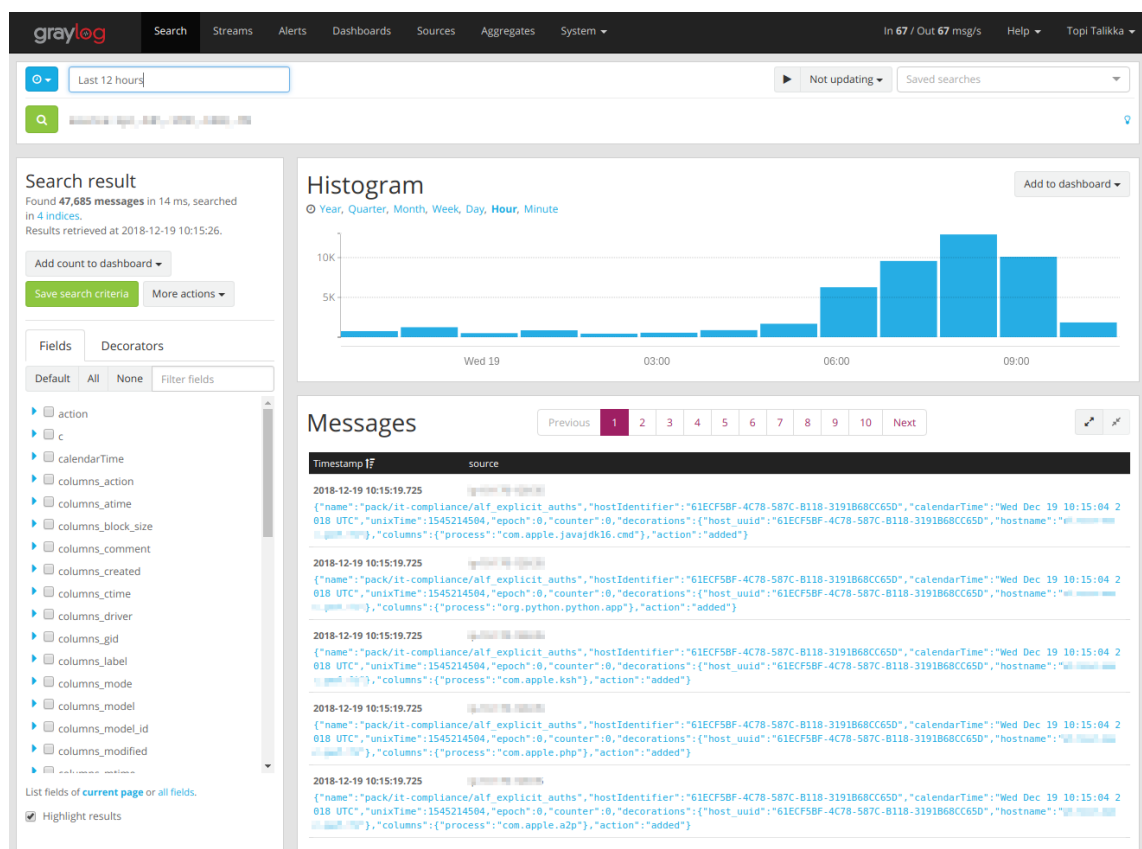 graylog Search Streams Alerts Dashboards Sources Aggregates System In 67 / Out 67 msg/s Help Topi Talikka
Last 12 hours Not updating Saved searches
Search result
Found 47,685 messages in 14 ms, searched
in 4 indices.
Results retrieved at 2018-12-19 10:15:26.
Add count to dashboard
Save search criteria More actions
Fields Decorators
Default All None Filter fields
action
c
calendarTime
columns_action
columns_atime
columns_block_size
columns_comment
columns_created
columns_ctime
columns_driver
columns_gid
columns_label
columns_mode
columns_model
columns_model_id
columns_modified
columns_mtime
List fields of current page or all fields.
Highlight results
Histogram Add to dashboard
Year, Quarter, Month, Week, Day, Hour, Minute
10K
5K
Wed 19 03:00 06:00 09:00
Messages Previous 1 2 3 4 5 6 7 8 9 10 Next
Timestamp source
2018-12-19 10:15:19.725
{"name":"pack/it-compliance/alf_explicit_auths","hostIdentifier":"61ECF5BF-4C78-587C-B118-3191B68CC65D","calendarTime":"Wed Dec 19 10:15:04 2
018 UTC","unixTime":1545214504,"epoch":0,"counter":0,"decorations":{"host_uuid":"61ECF5BF-4C78-587C-B118-3191B68CC65D","hostname":"
"},"columns":{"process":"com.apple.javajdk16.cmd"},"action":"added"}
2018-12-19 10:15:19.725
{"name":"pack/it-compliance/alf_explicit_auths","hostIdentifier":"61ECF5BF-4C78-587C-B118-3191B68CC65D","calendarTime":"Wed Dec 19 10:15:04 2
018 UTC","unixTime":1545214504,"epoch":0,"counter":0,"decorations":{"host_uuid":"61ECF5BF-4C78-587C-B118-3191B68CC65D","hostname":"
},"columns":{"process":"org.python.python.app"},"action":"added"}
2018-12-19 10:15:19.725
{"name":"pack/it-compliance/alf_explicit_auths","hostIdentifier":"61ECF5BF-4C78-587C-B118-3191B68CC65D","calendarTime":"Wed Dec 19 10:15:04 2
018 UTC","unixTime":1545214504,"epoch":0,"counter":0,"decorations":{"host_uuid":"61ECF5BF-4C78-587C-B118-3191B68CC65D","hostname":"
},"columns":{"process":"com.apple.ksh"},"action":"added"}
2018-12-19 10:15:19.725
{"name":"pack/it-compliance/alf_explicit_auths","hostIdentifier":"61ECF5BF-4C78-587C-B118-3191B68CC65D","calendarTime":"Wed Dec 19 10:15:04 2
018 UTC","unixTime":1545214504,"epoch":0,"counter":0,"decorations":{"host_uuid":"61ECF5BF-4C78-587C-B118-3191B68CC65D","hostname":"
"},"columns":{"process":"com.apple.php"},"action":"added"}
2018-12-19 10:15:19.725
{"name":"pack/it-compliance/alf_explicit_auths","hostIdentifier":"61ECF5BF-4C78-587C-B118-3191B68CC65D","calendarTime":"Wed Dec 19 10:15:04 2
018 UTC","unixTime":1545214504,"epoch":0,"counter":0,"decorations":{"host_uuid":"61ECF5BF-4C78-587C-B118-3191B68CC65D","hostname":"
"},"columns":{"process":"com.apple.a2p"},"action":"added"}